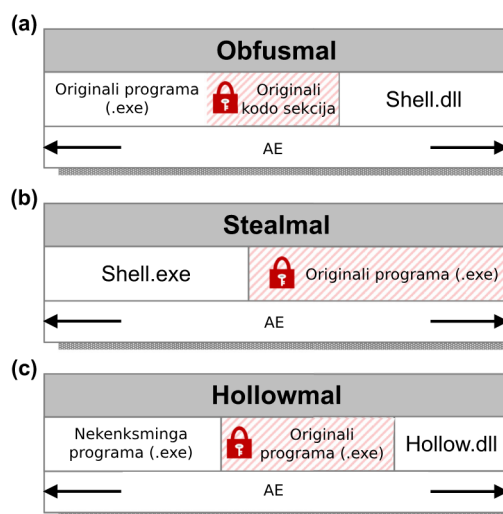 (a)
Obfusmal
Originali programa
(.exe)
Originali
kodo sekcija
Shell.dll
AE
(b)
Stealmal
Shell.exe
Originali programa (.exe)
AE
(c)
Hollowmal
Nekenksminga
programa (.exe)
Originali
programa (.exe)
Hollow.dll
AE